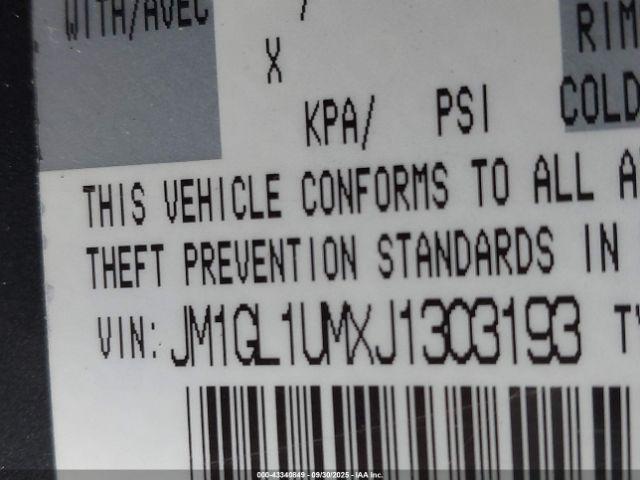 WITH/AVEC /
RIM
X
COLD
KPA/ PSI
THIS VEHICLE CONFORMS TO ALL A
THEFT PREVENTION STANDARDS IN
VIN: JM1GL1UMXJ1303193 TY
000-43340849 - 09/30/2025 - IAA Inc.